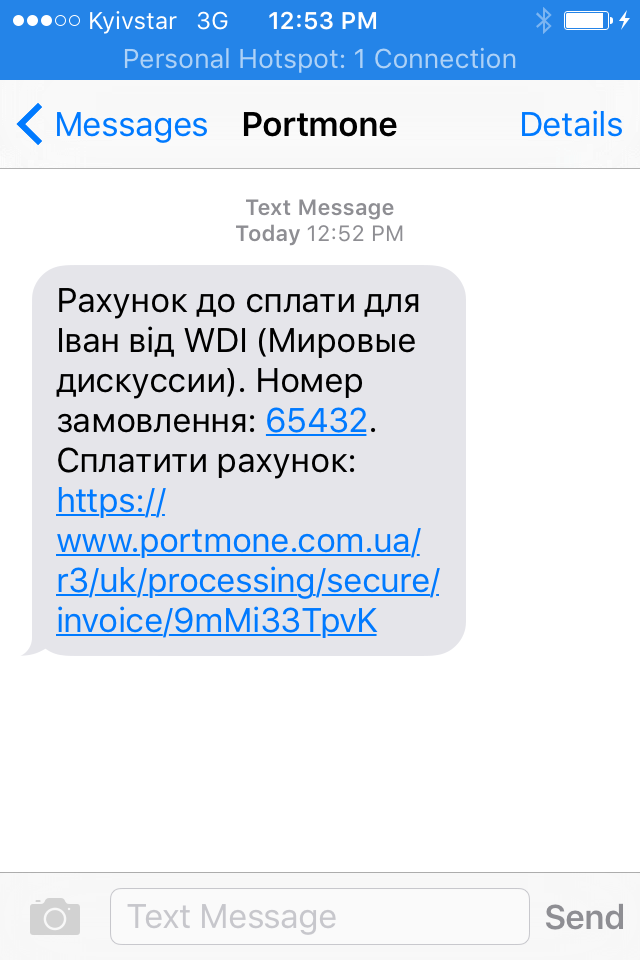 Kyivstar 3G 12:53 PM
Personal Hotspot: 1 Connection
Messages Portmone Details
Text Message
Today 12:52 PM
Рахунок до сплати для
Іван від WDI (Мировые
дискуссии). Номер
замовлення: 65432.
Сплатити рахунок:
https://
www.portmone.com.ua/
r3/uk/processing/secure/
invoice/9mMi33TpvK
Text Message Send